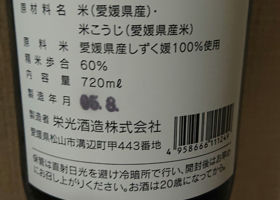 原材料名 米(愛媛県産)・
米こうじ(愛媛県産米)
原料米 愛媛県産しずく媛100%使用
精米歩合 60%
内容量 720ml
製造年月 05.8.
製造者 栄光酒造株式会社
愛媛県松山市溝辺町甲443番地
4 958666 111249
保管は直射日光を避け冷暗所で行い、開封後はお早めに
お召し上がりください。お酒は20歳になってから。